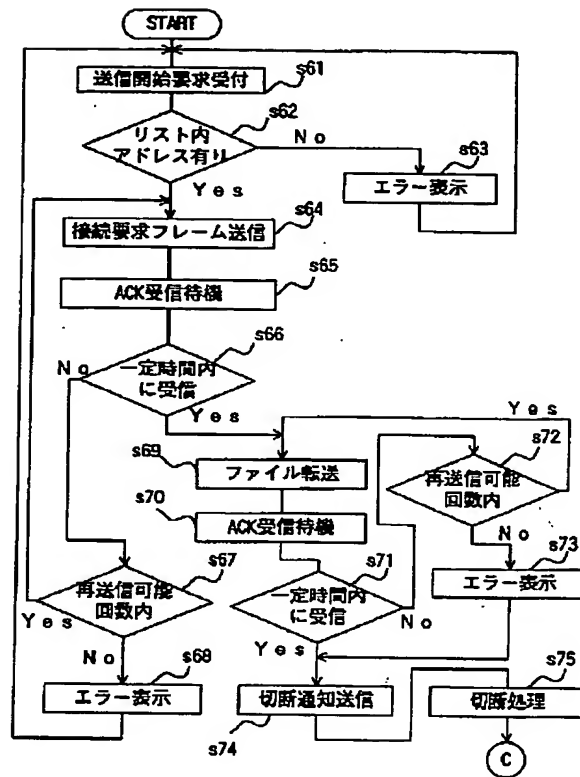 START
s61
送信開始要求受付
s62
リスト内
アドレス有り
No
s63
エラー表示
Yes
s64
接続要求フレーム送信
s65
ACK受信待機
s66
一定時間内
に受信
No
Yes
Yes
s69
ファイル転送
s72
再送信可能
回数内
s70
ACK受信待機
No
s73
エラー表示
s67
再送信可能
回数内
Yes
s71
一定時間内
に受信
No
Yes
No
s68
エラー表示
切断通知送信
s74
s75
切断処理
C